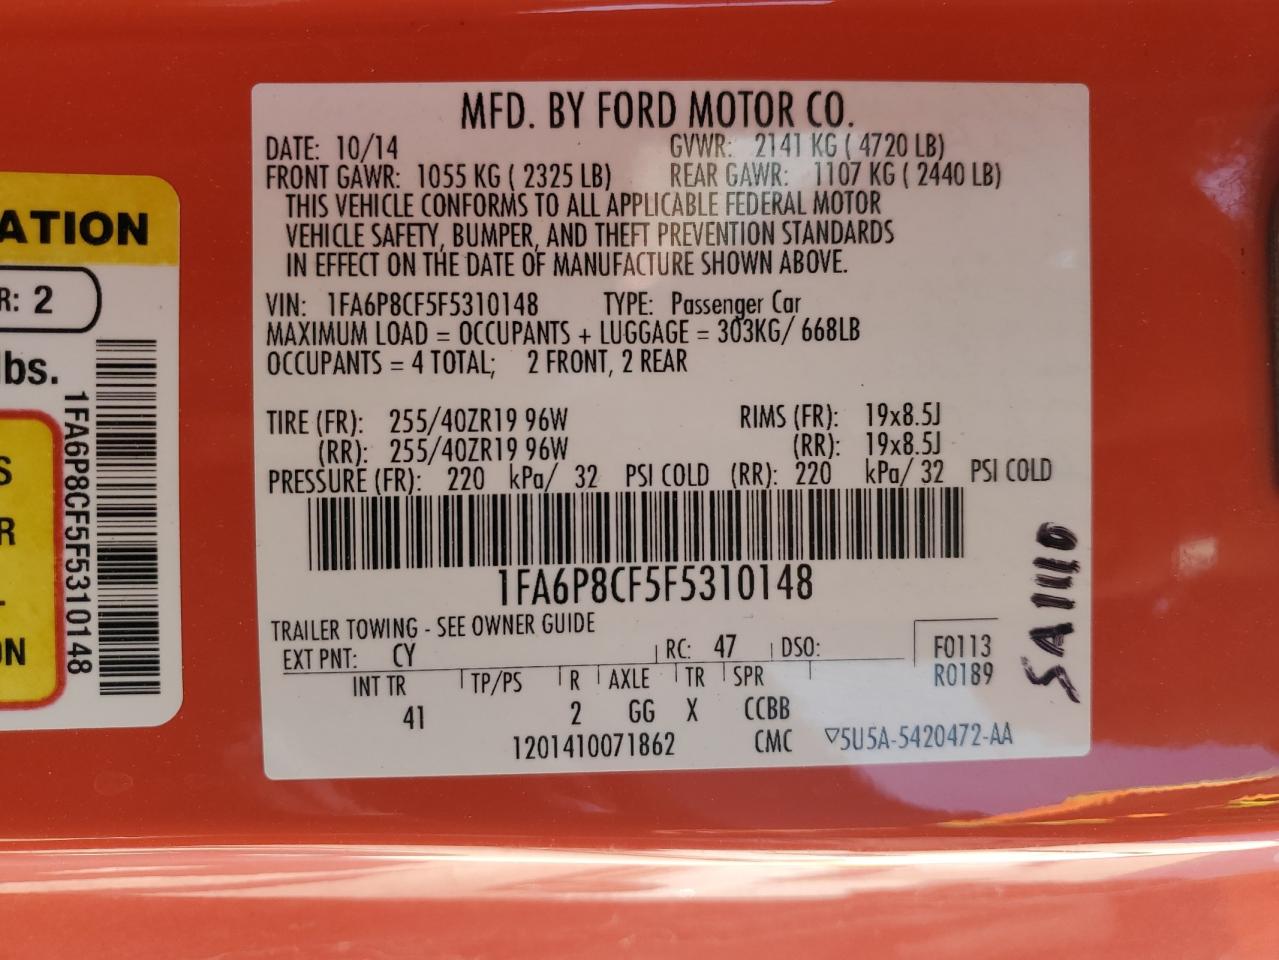 MFD. BY FORD MOTOR CO.
DATE: 10/14 GVWR: 2141 KG ( 4720 LB)
FRONT GAWR: 1055 KG ( 2325 LB) REAR GAWR: 1107 KG ( 2440 LB)
THIS VEHICLE CONFORMS TO ALL APPLICABLE FEDERAL MOTOR
VEHICLE SAFETY, BUMPER, AND THEFT PREVENTION STANDARDS
IN EFFECT ON THE DATE OF MANUFACTURE SHOWN ABOVE.
VIN: 1FA6P8CF5F5310148 TYPE: Passenger Car
MAXIMUM LOAD = OCCUPANTS + LUGGAGE = 303KG/ 668LB
OCCUPANTS = 4 TOTAL; 2 FRONT, 2 REAR
TIRE (FR): 255/40ZR19 96W RIMS (FR): 19x8.5J
(RR): 255/40ZR19 96W (RR): 19x8.5J
PRESSURE (FR): 220 kPa/ 32 PSI COLD (RR): 220 kPa/ 32 PSI COLD
1FA6P8CF5F5310148
TRAILER TOWING - SEE OWNER GUIDE
EXT PNT: CY RC: 47 DSO: F0113
R0189
INT TR TP/PS R AXLE TR SPR
41 2 GG X CCBB
1201410071862 CMC ▽5U5A-5420472-AA
ATION
R: 2
lbs.
1FA6P8CF5F5310148
S
R
ON